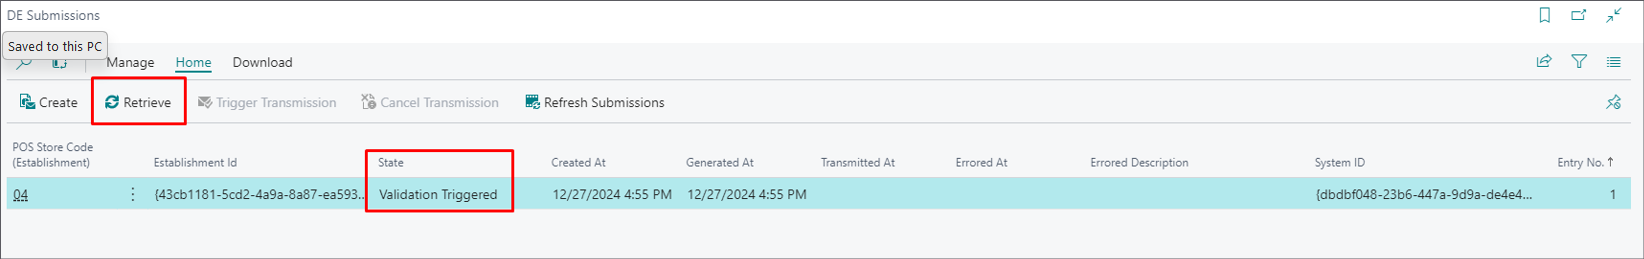 DE Submissions
Saved to this PC
Manage Home Download
Create Retrieve Trigger Transmission Cancel Transmission Refresh Submissions
POS Store Code
(Establishment) Establishment Id State Created At Generated At Transmitted At Errored At Errored Description System ID Entry No. ↑
04 {43cb1181-5cd2-4a9a-8a87-ea593... Validation Triggered 12/27/2024 4:55 PM 12/27/2024 4:55 PM {dbdbf048-23b6-447a-9d9a-de4e4... 1